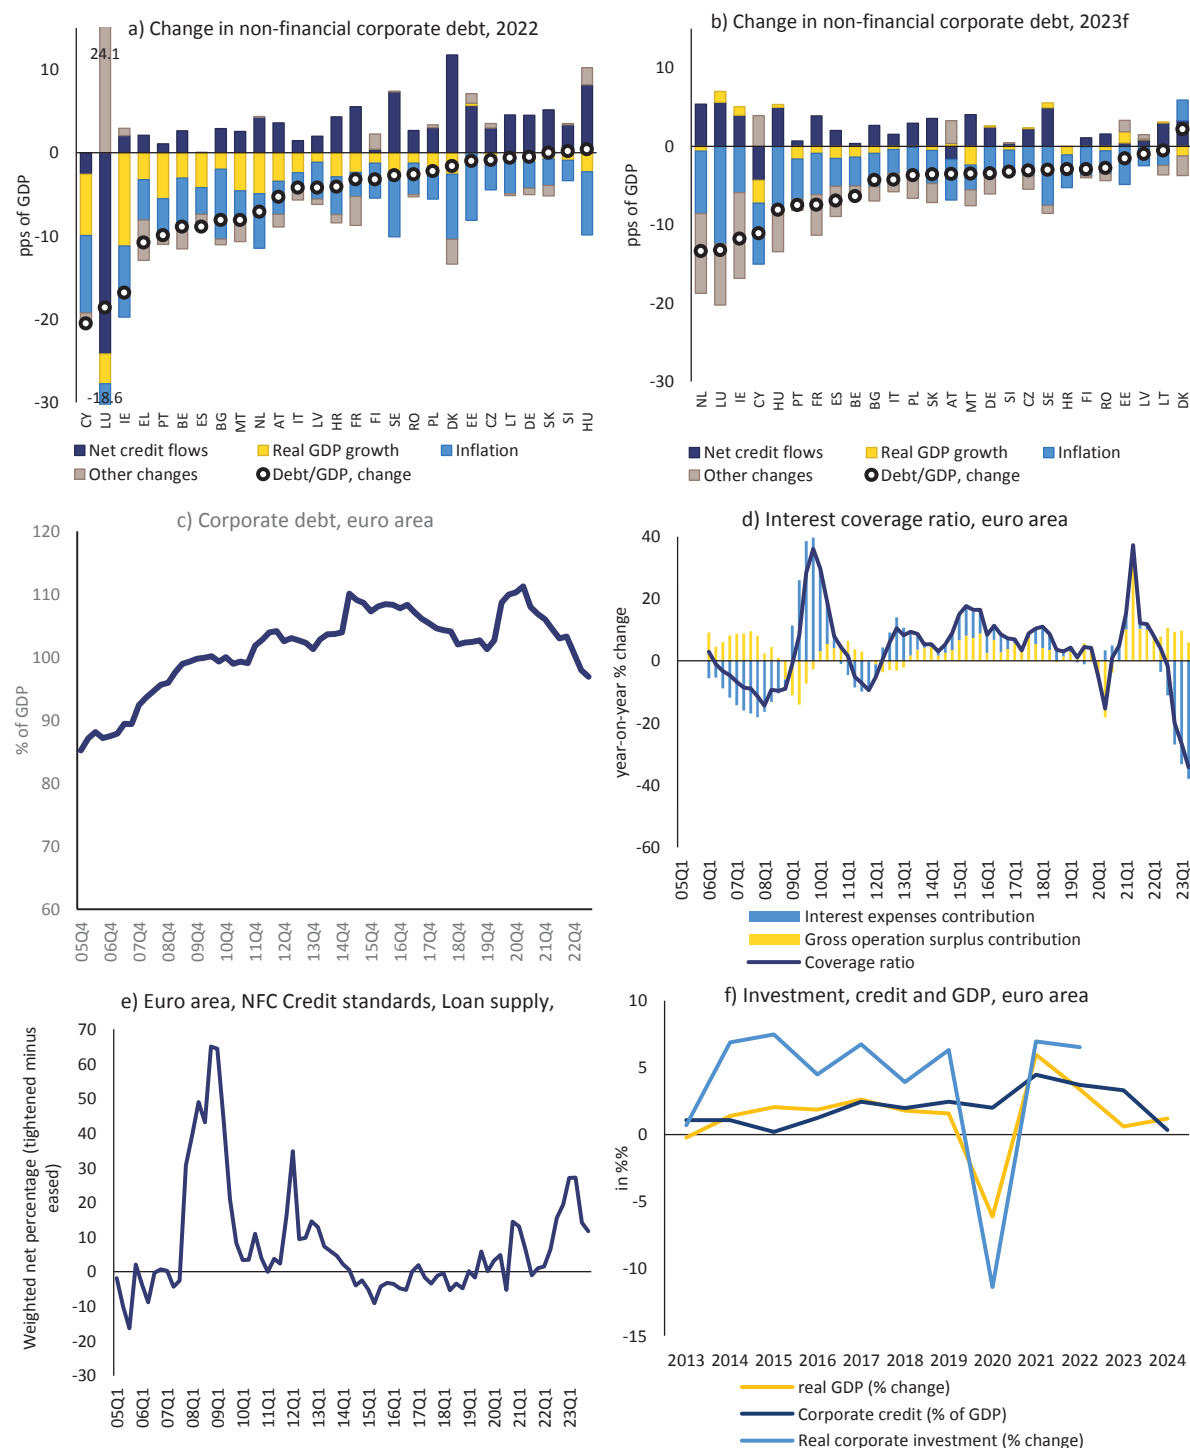 a) Change in non-financial corporate debt, 2022
24.1
10
0
-10
-20
-30
pps of GDP
-18.6
CY LU IE EL PT BE ES BG MT NL AT IT LV HR FR FI SE RO PL DK EE CZ LT DE SK SI HU
Net credit flows Real GDP growth Inflation
Other changes Debt/GDP, change
b) Change in non-financial corporate debt, 2023f
10
0
-10
-20
-30
pps of GDP
NL LU IE CY HU PT FR ES BE BG IT PL SK AT MT DE SI CZ SE HR FI RO EE LV LT DK
Net credit flows Real GDP growth Inflation
Other changes Debt/GDP, change
c) Corporate debt, euro area
120
110
100
90
80
70
60
% of GDP
05Q4 06Q4 07Q4 08Q4 09Q4 10Q4 11Q4 12Q4 13Q4 14Q4 15Q4 16Q4 17Q4 18Q4 19Q4 20Q4 21Q4 22Q4
d) Interest coverage ratio, euro area
40
20
0
-20
-40
-60
year-on-year % change
05Q1 06Q1 07Q1 08Q1 09Q1 10Q1 11Q1 12Q1 13Q1 14Q1 15Q1 16Q1 17Q1 18Q1 19Q1 20Q1 21Q1 22Q1 23Q1
Interest expenses contribution
Gross operation surplus contribution
Coverage ratio
e) Euro area, NFC Credit standards, Loan supply,
70
60
50
40
30
20
10
0
-10
-20
-30
Weighted net percentage (tightened minus
eased)
05Q1 06Q1 07Q1 08Q1 09Q1 10Q1 11Q1 12Q1 13Q1 14Q1 15Q1 16Q1 17Q1 18Q1 19Q1 20Q1 21Q1 22Q1 23Q1
f) Investment, credit and GDP, euro area
10
5
0
-5
-10
-15
in %%
2013 2014 2015 2016 2017 2018 2019 2020 2021 2022 2023 2024
real GDP (% change)
Corporate credit (% of GDP)
Real corporate investment (% change)